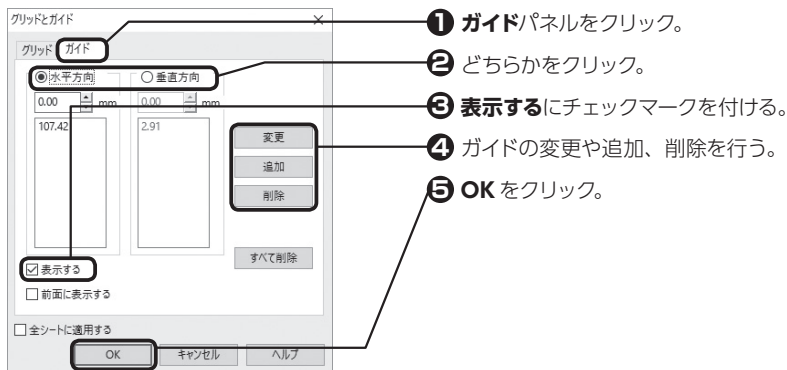 グリッドとガイド
グリッド ガイド
水平方向 垂直方向
0.00 mm 0.00 mm
107.42 2.91
変更
追加
削除
すべて削除
表示する
前面に表示する
全シートに適用する
OK キャンセル ヘルプ
❶ ガイドパネルをクリック。
❷ どちらかをクリック。
❸ 表示するにチェックマークを付ける。
❹ ガイドの変更や追加、削除を行う。
❺ OK をクリック。